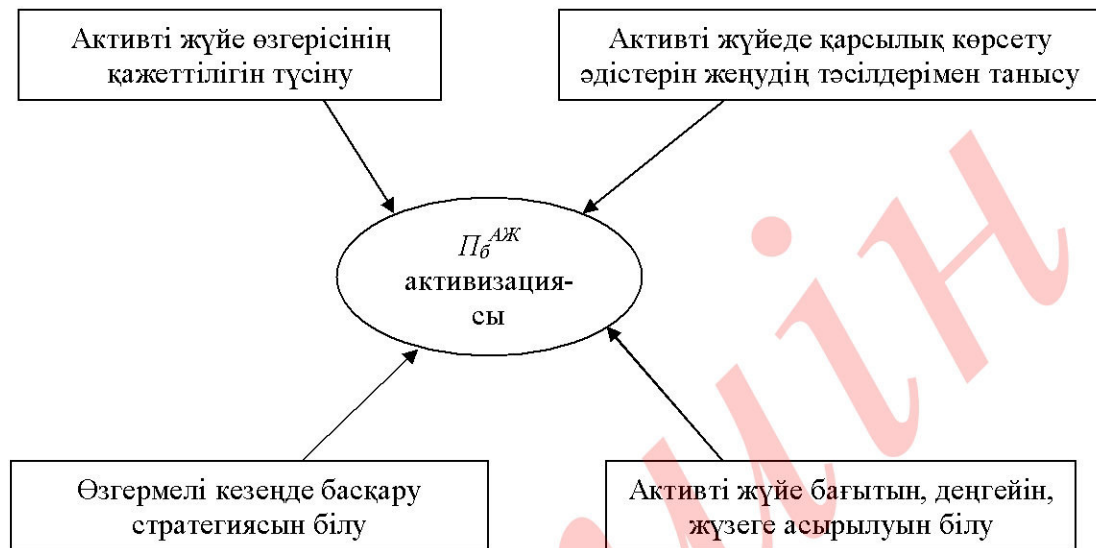 Активті жүйе өзгерісінің
қажеттілігін түсіну
Активті жүйеде қарсылық көрсету
әдістерін жеңудің тәсілдерімен танысу
Пб^АЖ
активизация-
сы
Өзгермелі кезеңде басқару
стратегиясын білу
Активті жүйе бағытын, деңгейін,
жүзеге асырылуын білу